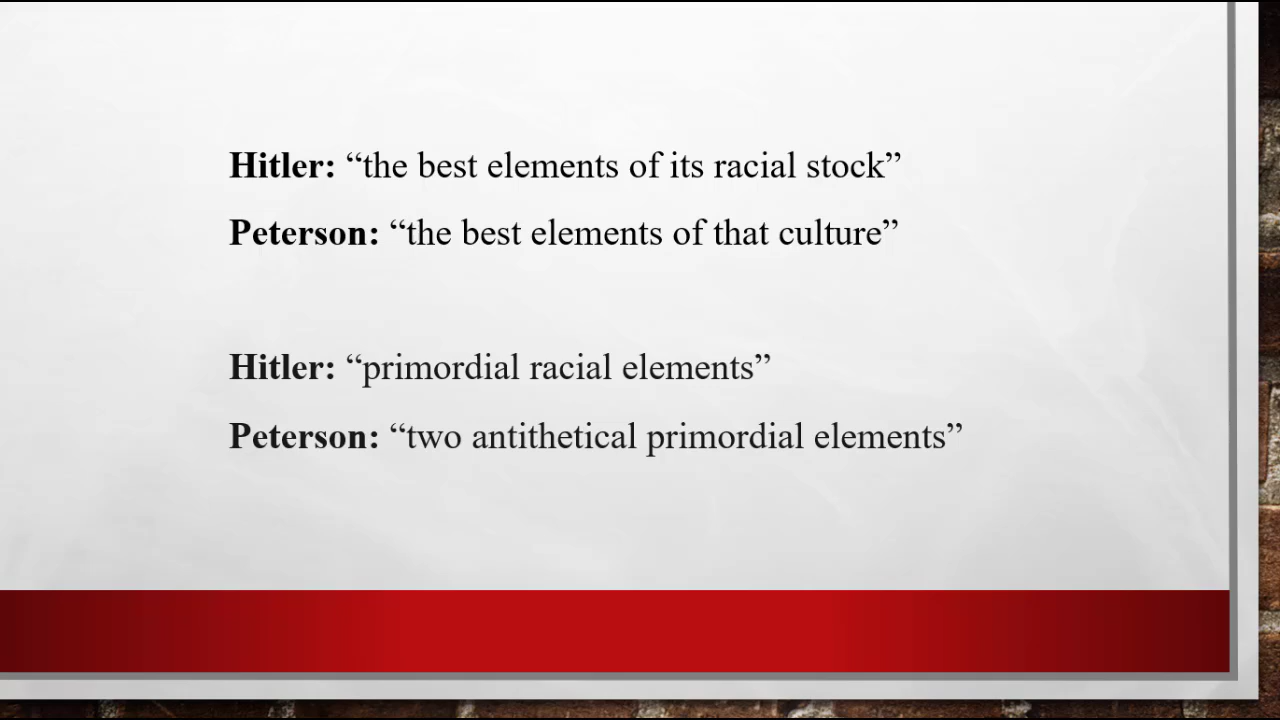 Hitler: “the best elements of its racial stock”
Peterson: “the best elements of that culture”
Hitler: “primordial racial elements”
Peterson: “two antithetical primordial elements”